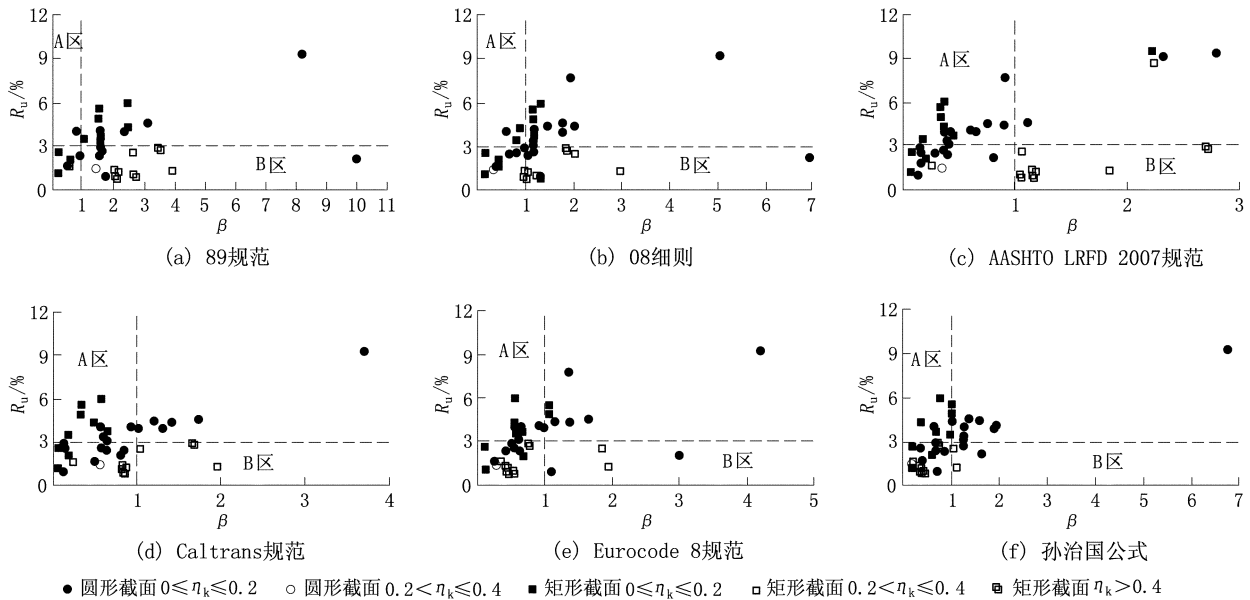 12
9
6
3
0
Ru/%
A区
B区
1 2 3 4 5 6 7 8 9 10 11
β
(a) 89规范
12
9
6
3
0
Ru/%
A区
B区
1 2 3 4 5 6 7
β
(b) 08细则
12
9
6
3
0
Ru/%
A区
B区
1 2 3
β
(c) AASHTO LRFD 2007规范
12
9
6
3
0
Ru/%
A区
B区
1 2 3 4
β
(d) Caltrans规范
12
9
6
3
0
Ru/%
A区
B区
1 2 3 4 5
β
(e) Eurocode 8规范
12
9
6
3
0
Ru/%
A区
B区
1 2 3 4 5 6 7
β
(f) 孙治国公式
圆形截面0≤ηk≤0.2 圆形截面0.2<ηk≤0.4 矩形截面0≤ηk≤0.2 矩形截面0.2<ηk≤0.4 矩形截面ηk>0.4